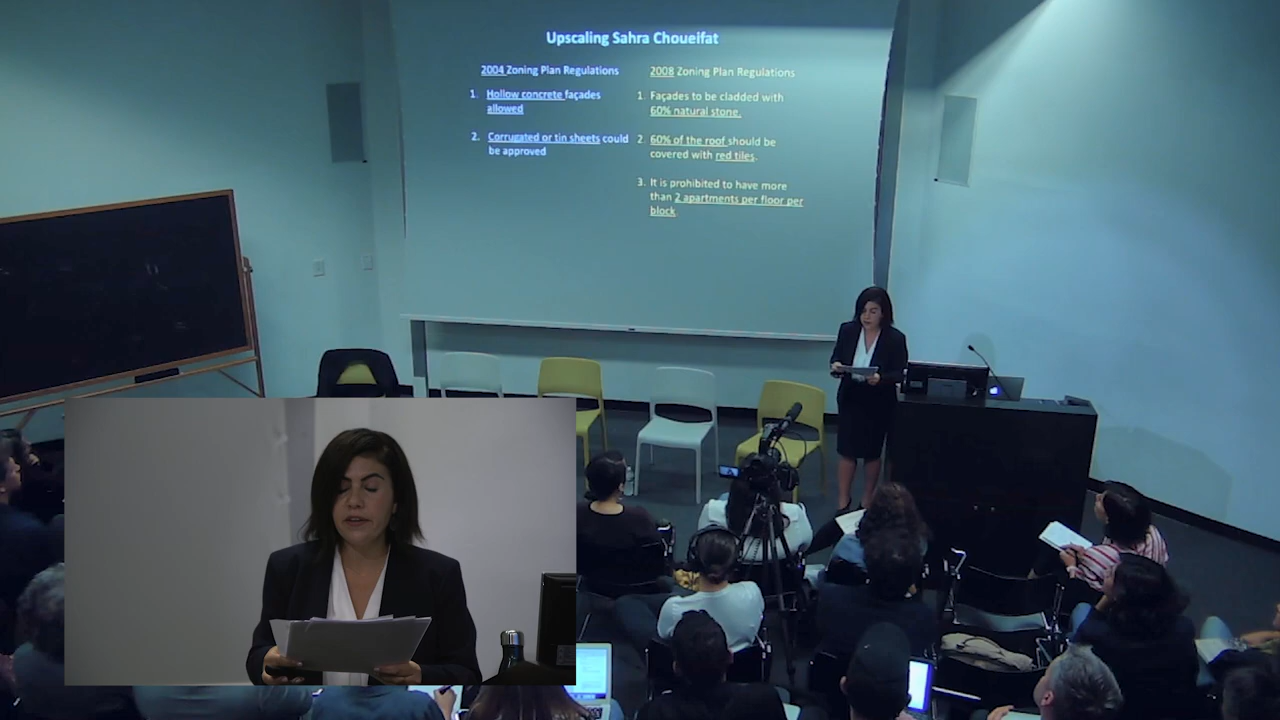 Upscaling Sahra Choueifat
2004 Zoning Plan Regulations
1. Hollow concrete façades
allowed
2. Corrugated or tin sheets could
be approved
2008 Zoning Plan Regulations
1. Façades to be cladded with
60% natural stone.
2. 60% of the roof should be
covered with red tiles.
3. It is prohibited to have more
than 2 apartments per floor per
block.